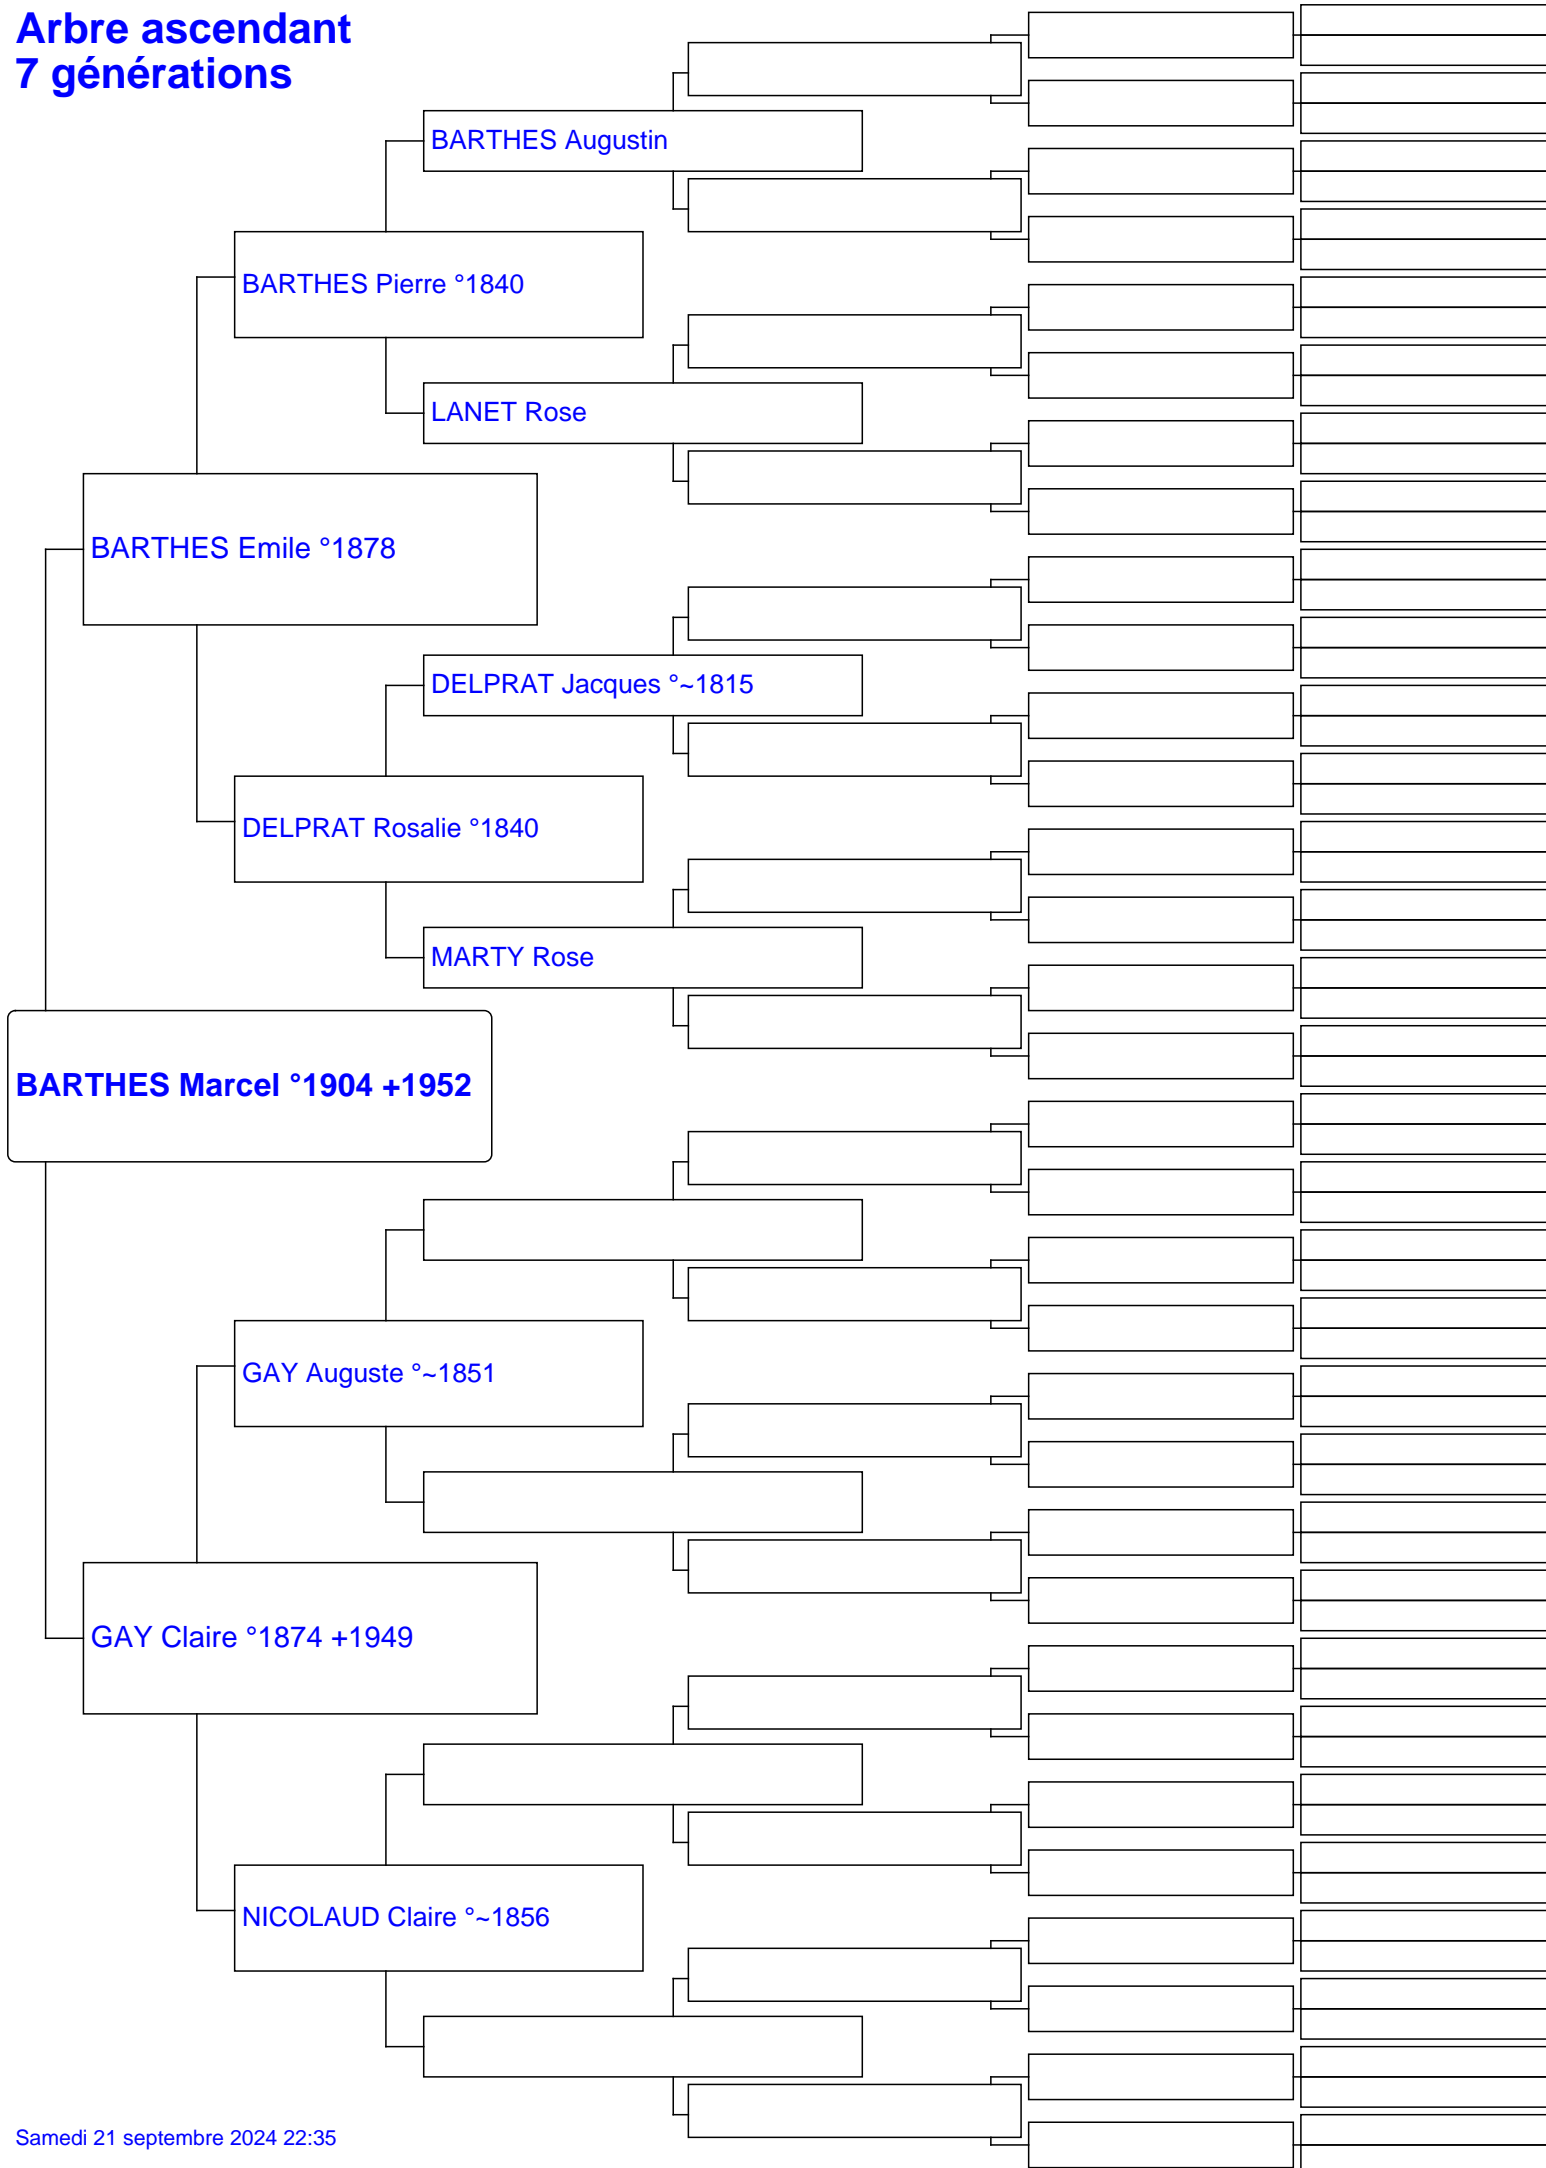 Arbre ascendant
7 générations
BARTHES Augustin
BARTHES Pierre °1840
LANET Rose
BARTHES Emile °1878
DELPRAT Jacques °~1815
DELPRAT Rosalie °1840
MARTY Rose
BARTHES Marcel °1904 +1952
GAY Auguste °~1851
GAY Claire °1874 +1949
NICOLAUD Claire °~1856
Samedi 21 septembre 2024 22:35